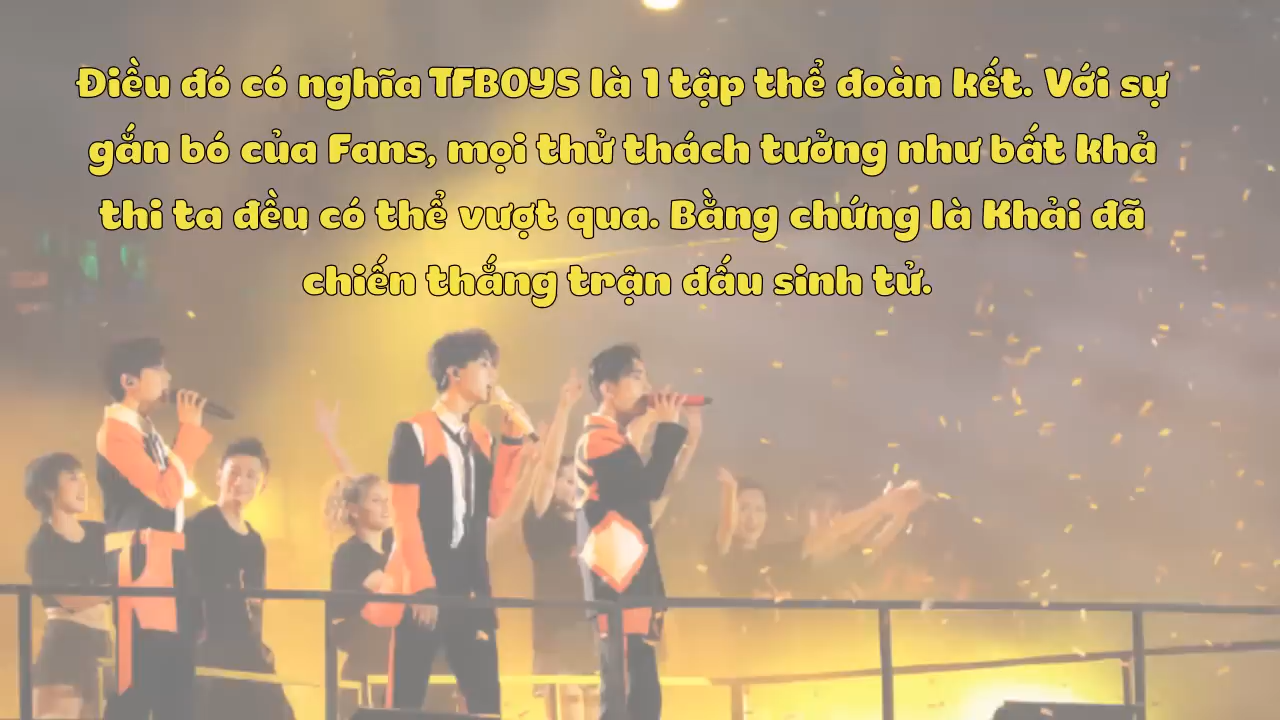 Điều đó có nghĩa TFBOYS là 1 tập thể đoàn kết. Với sự
gắn bó của Fans, mọi thử thách tưởng như bất khả
thi ta đều có thể vượt qua. Bằng chứng là Khải đã
chiến thắng trận đấu sinh tử.